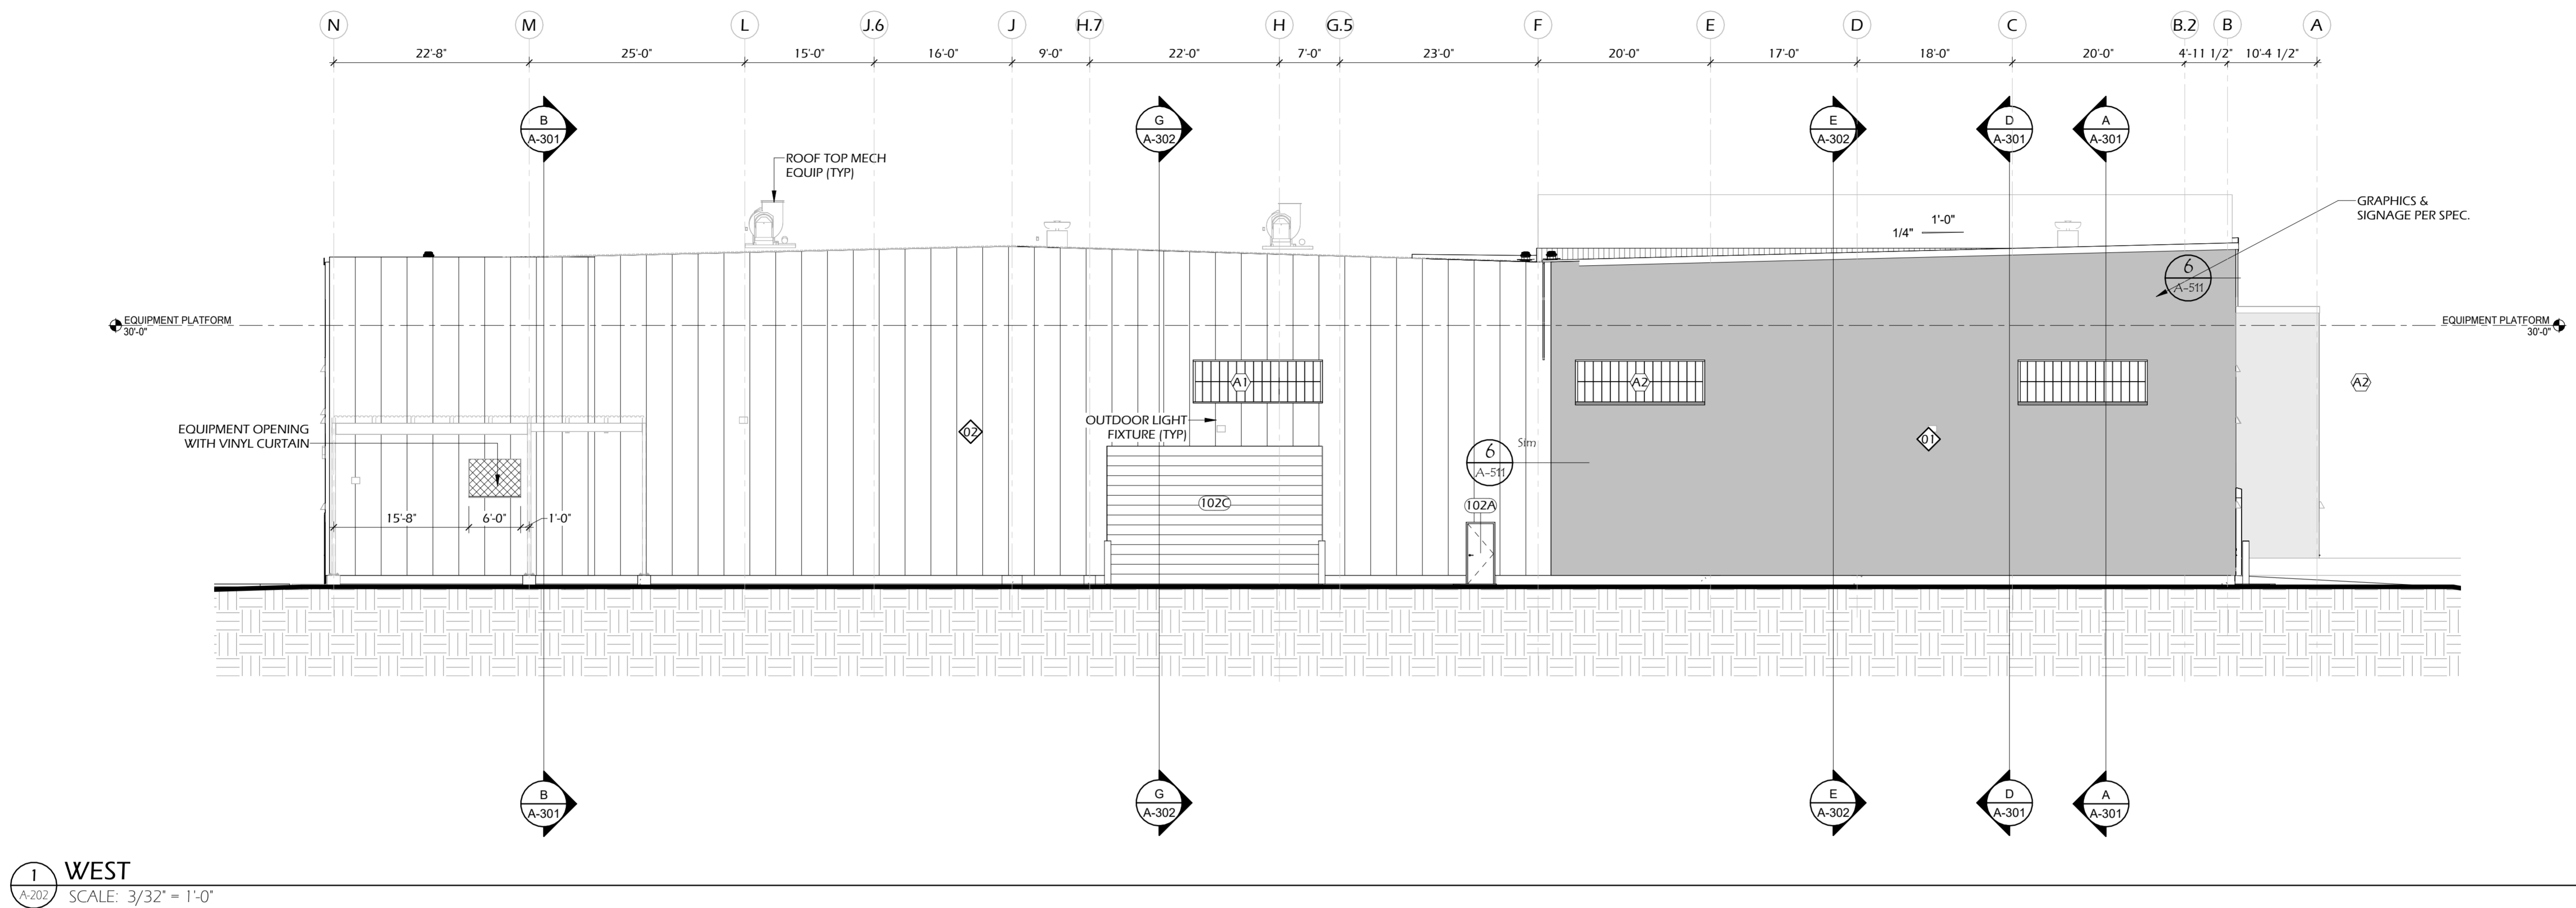 N M L J.6 J H.7 H G.5 F E D C B.2 B A
22'-8" 25'-0" 15'-0" 16'-0" 9'-0" 22'-0" 7'-0" 23'-0" 20'-0" 17'-0" 18'-0" 20'-0" 4'-11 1/2" 10'-4 1/2"
B
A-301
G
A-302
E
A-302
D
A-301
A
A-301
ROOF TOP MECH
EQUIP (TYP)
GRAPHICS &
SIGNAGE PER SPEC.
1'-0"
1/4"
6
A-511
EQUIPMENT PLATFORM
30'-0"
EQUIPMENT PLATFORM
30'-0"
A1
A2
A2
EQUIPMENT OPENING
WITH VINYL CURTAIN
02
OUTDOOR LIGHT
FIXTURE (TYP)
6
A-511
Sim
01
102C
102A
15'-8" 6'-0" 1'-0"
B
A-301
G
A-302
E
A-302
D
A-301
A
A-301
1
A-202
WEST
SCALE: 3/32" = 1'-0"